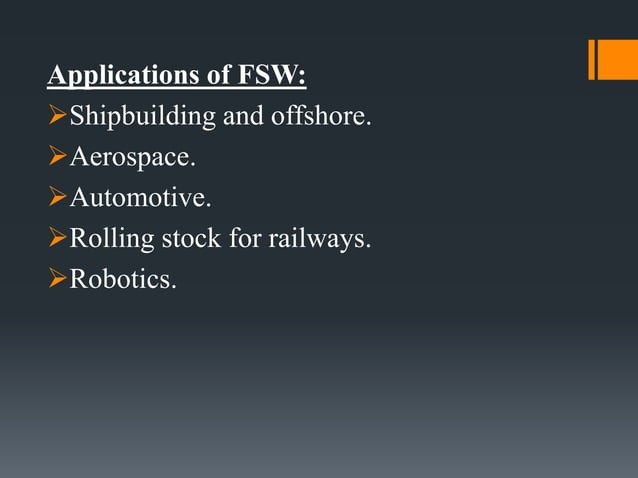 Applications of FSW:
Shipbuilding and offshore.
Aerospace.
Automotive.
Rolling stock for railways.
Robotics.